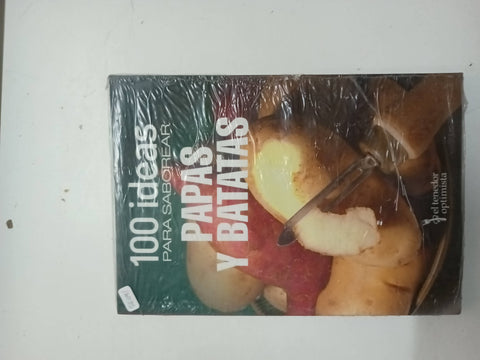 100 ideas
PARA SABOREAR
PAPAS
Y BATATAS
el tenedor
optimista